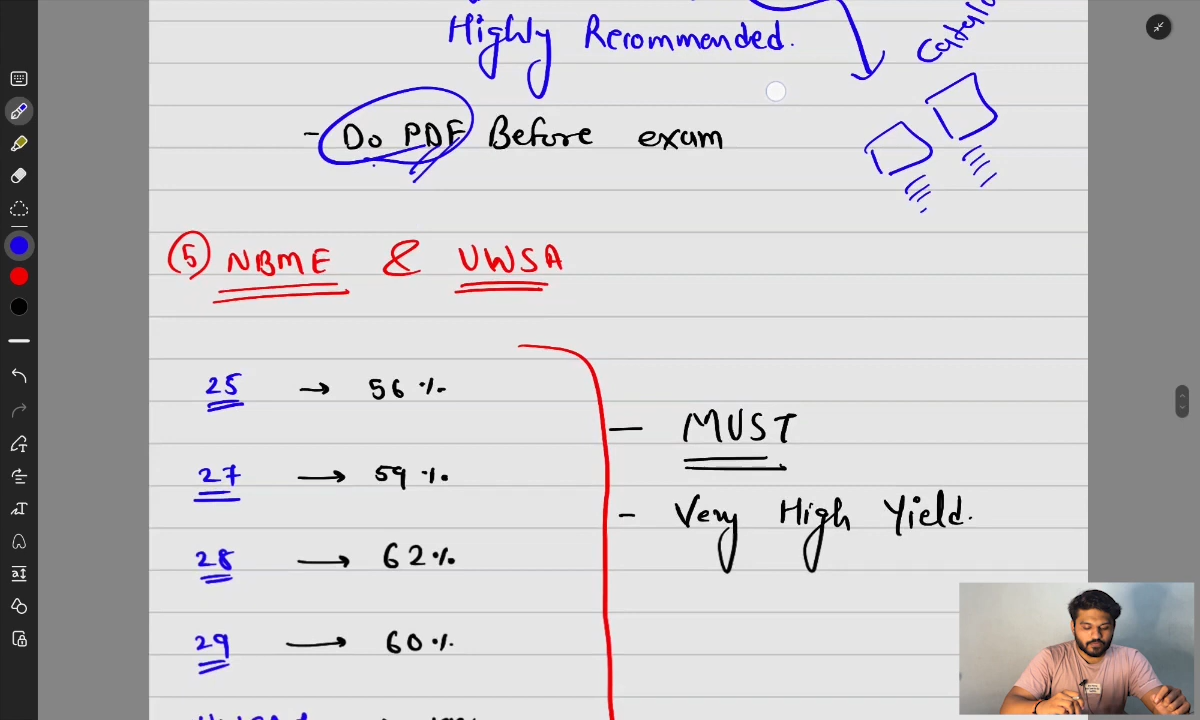 Highly Recommended.
- Do PDF Before exam
5 NBME & UWSA
25 → 56 %
27 → 59 %
28 → 62 %
29 → 60 %
- MUST
- Very High Yield.